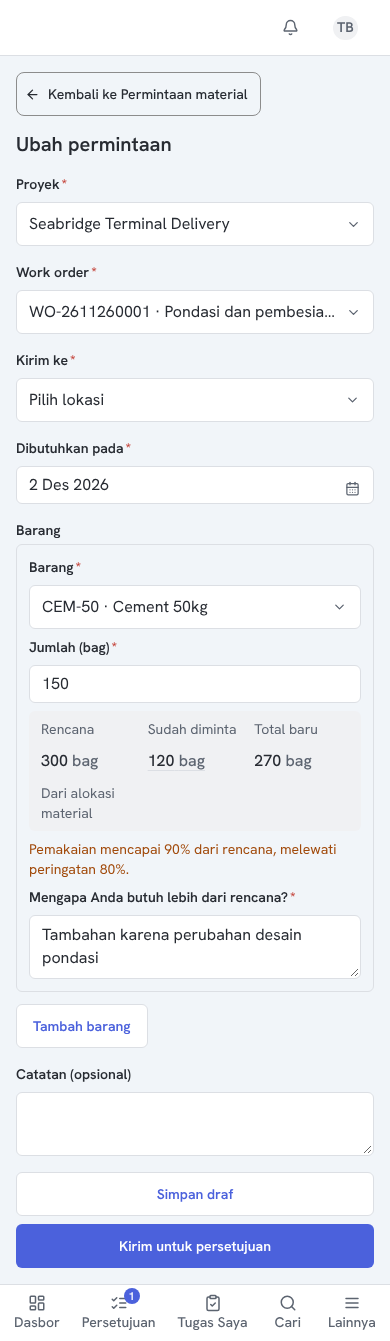 TB
Kembali ke Permintaan material
Ubah permintaan
Proyek*
Seabridge Terminal Delivery
Work order*
WO-2611260001 · Pondasi dan pembesia...
Kirim ke*
Pilih lokasi
Dibutuhkan pada*
2 Des 2026
Barang
Barang*
CEM-50 · Cement 50kg
Jumlah (bag)*
150
Rencana Sudah diminta Total baru
300 bag 120 bag 270 bag
Dari alokasi
material
Pemakaian mencapai 90% dari rencana, melewati
peringatan 80%.
Mengapa Anda butuh lebih dari rencana?*
Tambahan karena perubahan desain
pondasi
Tambah barang
Catatan (opsional)
Simpan draf
Kirim untuk persetujuan
1
Dasbor Persetujuan Tugas Saya Cari Lainnya